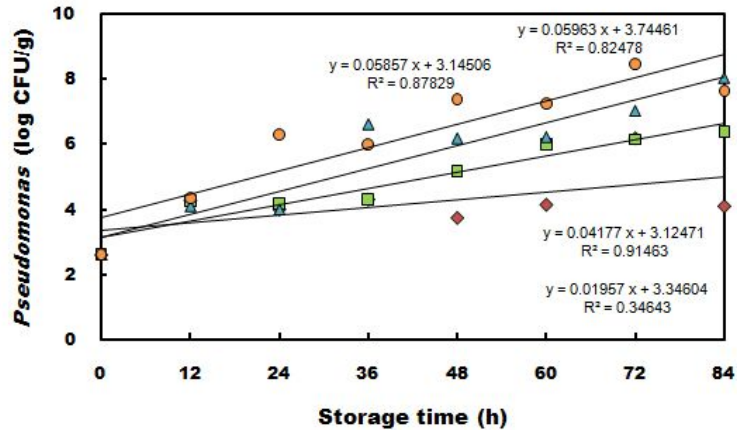 10
y = 0.05963 x + 3.74461
R² = 0.82478
y = 0.05857 x + 3.14506
R² = 0.87829
8
6
4
2
0
Pseudomonas (log CFU/g)
y = 0.04177 x + 3.12471
R² = 0.91463
y = 0.01957 x + 3.34604
R² = 0.34643
0 12 24 36 48 60 72 84
Storage time (h)